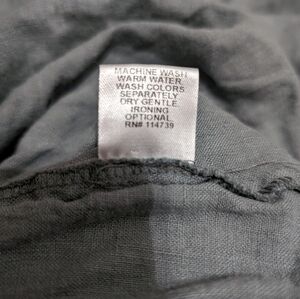 MACHINE WASH
WARM WATER
WASH COLORS
SEPARATELY
DRY GENTLE.
IRONING
OPTIONAL
RN# 114739